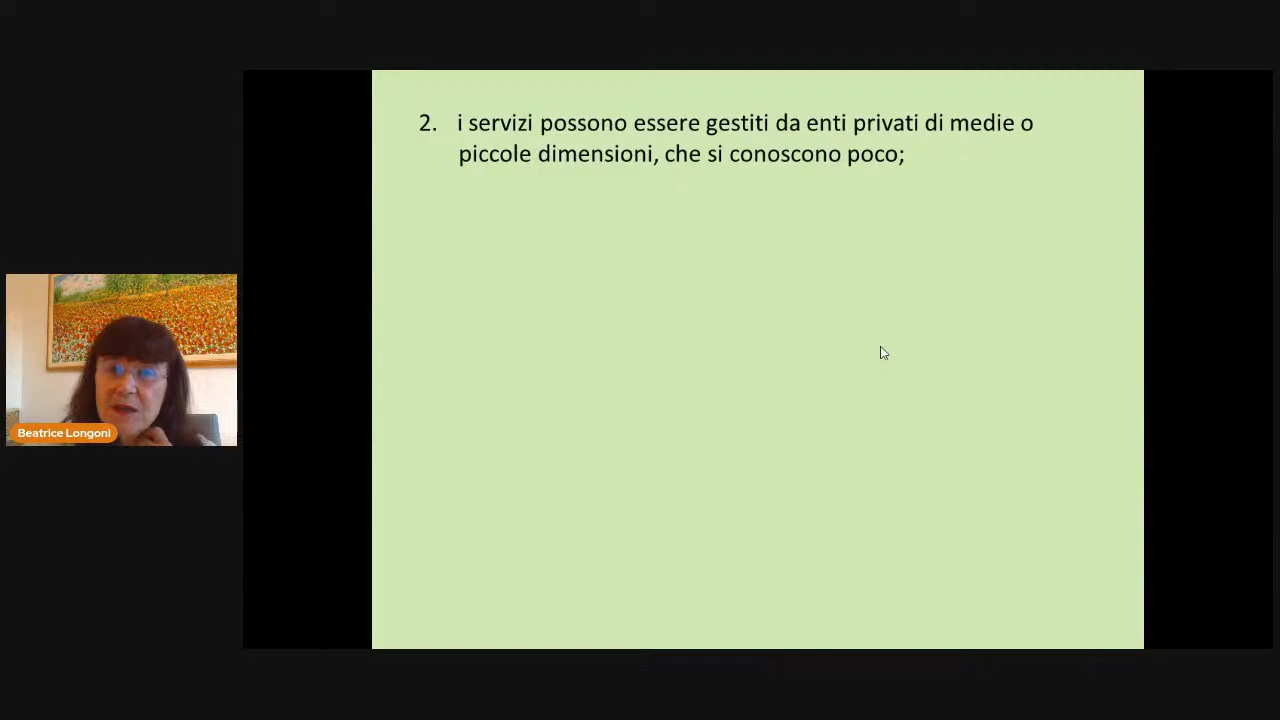 2. i servizi possono essere gestiti da enti privati di medie o
piccole dimensioni, che si conoscono poco;
Beatrice Longoni